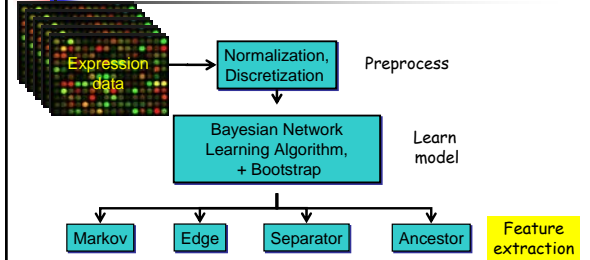 Expression
data
Normalization,
Discretization
Preprocess
Bayesian Network
Learning Algorithm,
+ Bootstrap
Learn
model
Markov
Edge
Separator
Ancestor
Feature
extraction